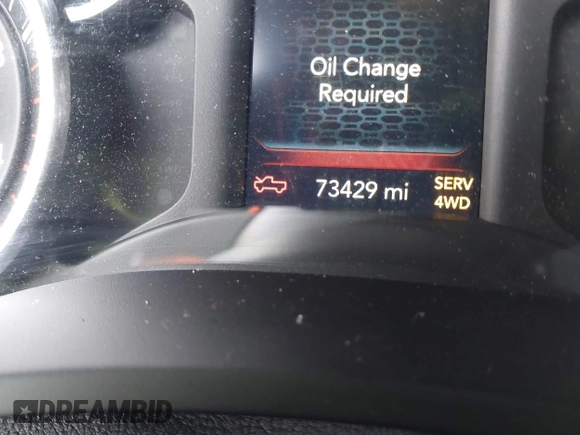 Oil Change
Required
73429 mi
SERV
4WD
DREAMBID